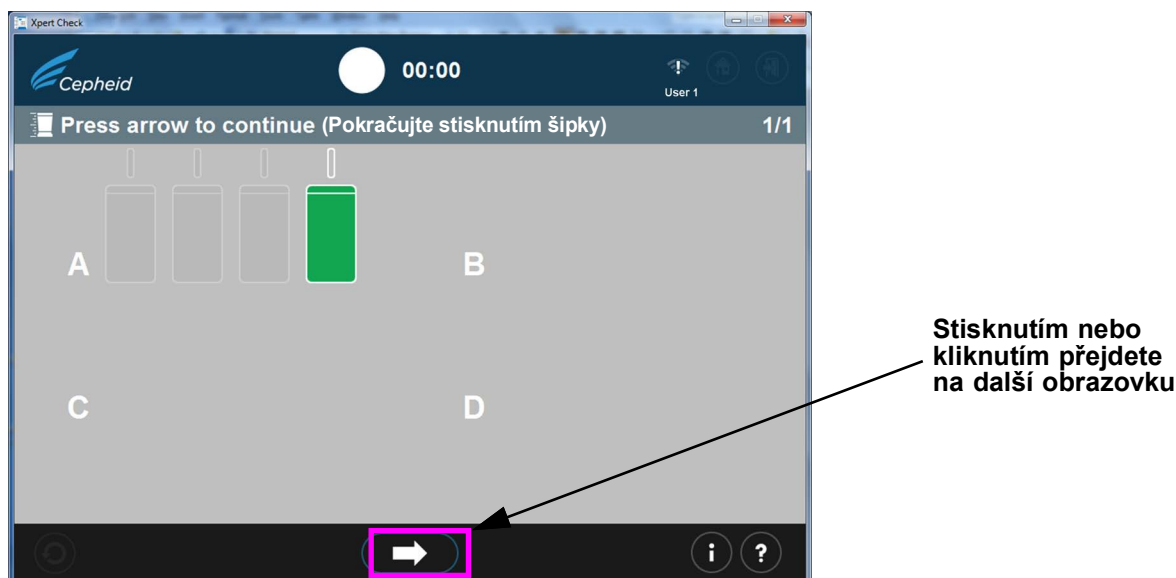 Xpert Check
Cepheid
00:00
User 1
Press arrow to continue (Pokračujte stisknutím šipky) 1/1
A
B
C
D
Stisknutím nebo
kliknutím přejdete
na další obrazovku
i ?